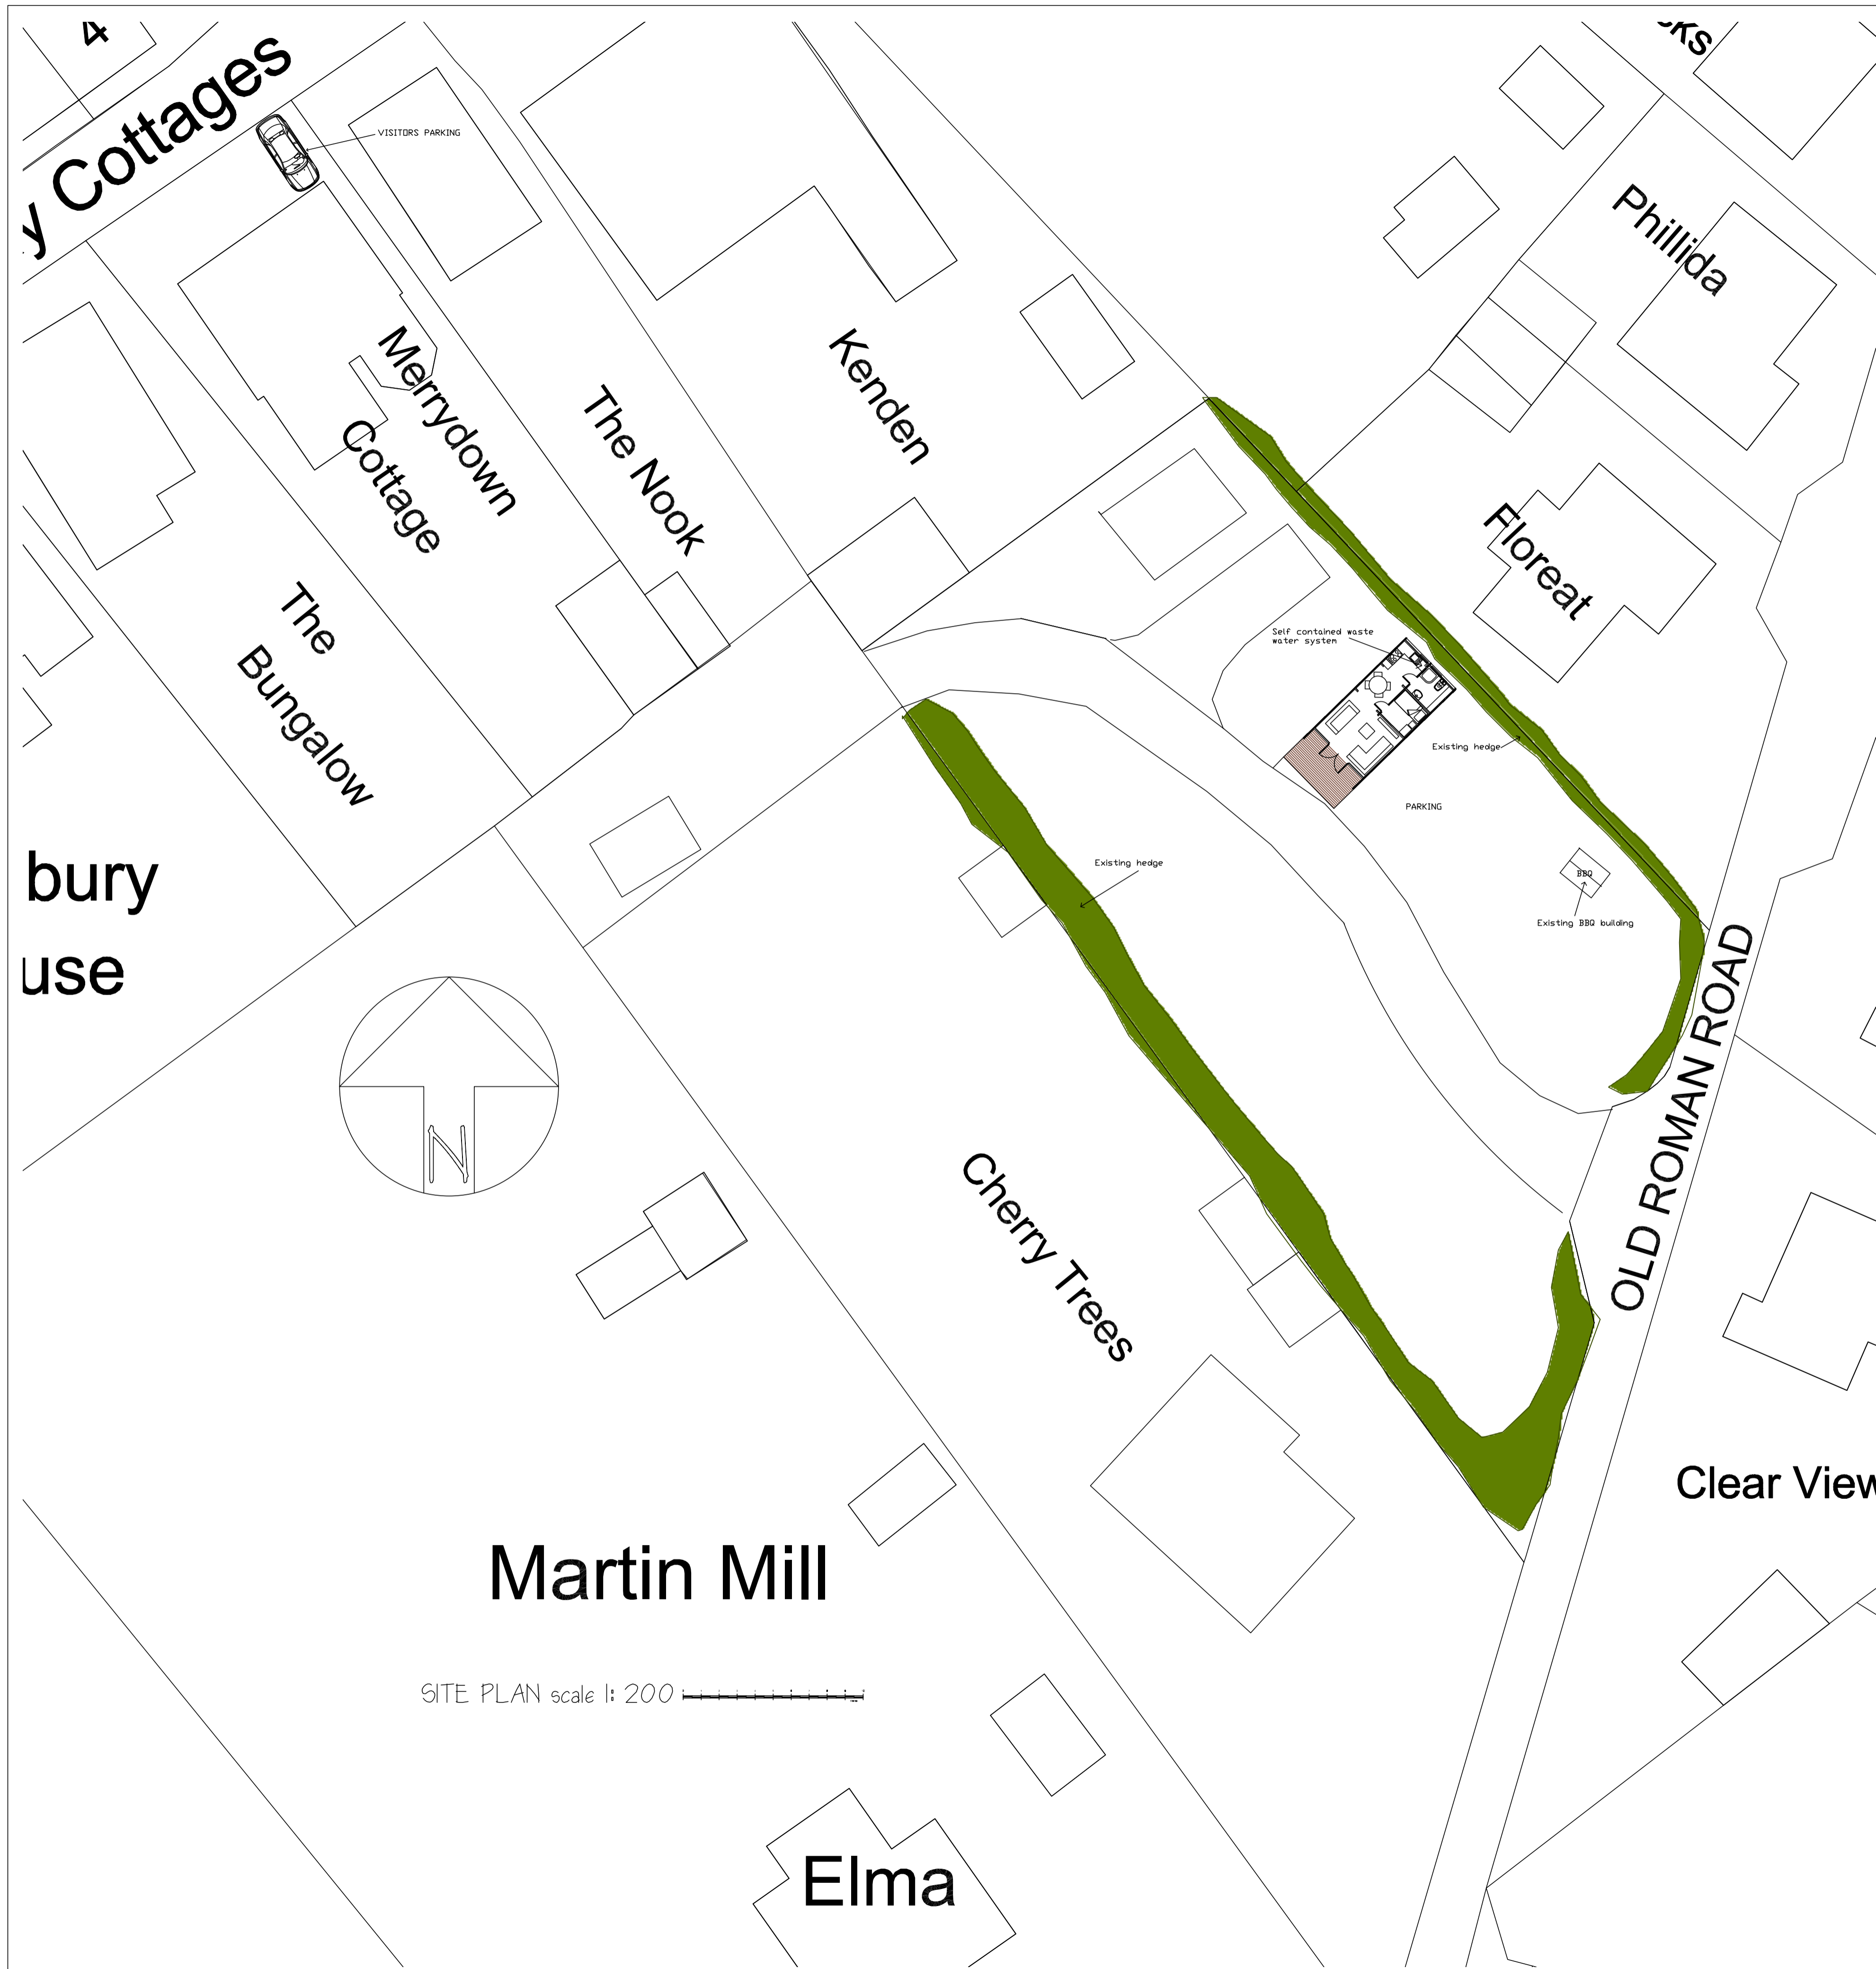 4
y Cottages
VISITORS PARKING
cks
Phillida
Merrydown
Cottage
The Nook
Kenden
Floreat
The
Bungalow
Self contained waste
water system
Existing hedge
PARKING
Existing hedge
BBQ
Existing BBQ building
bury
use
OLD ROMAN ROAD
N
Cherry Trees
Clear View
Martin Mill
SITE PLAN scale 1: 200
Elma